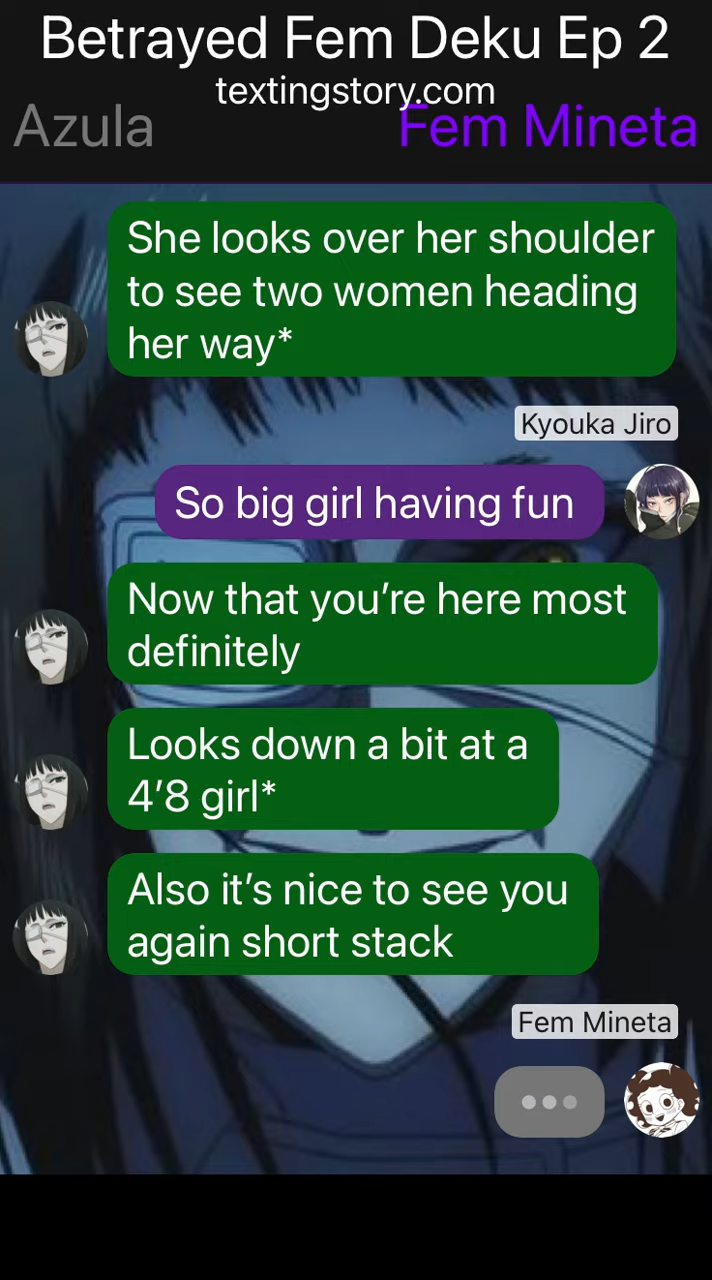 Betrayed Fem Deku Ep 2
textingstory.com
Azula
Fem Mineta
She looks over her shoulder
to see two women heading
her way*
Kyouka Jiro
So big girl having fun
Now that you’re here most
definitely
Looks down a bit at a
4’8 girl*
Also it’s nice to see you
again short stack
Fem Mineta